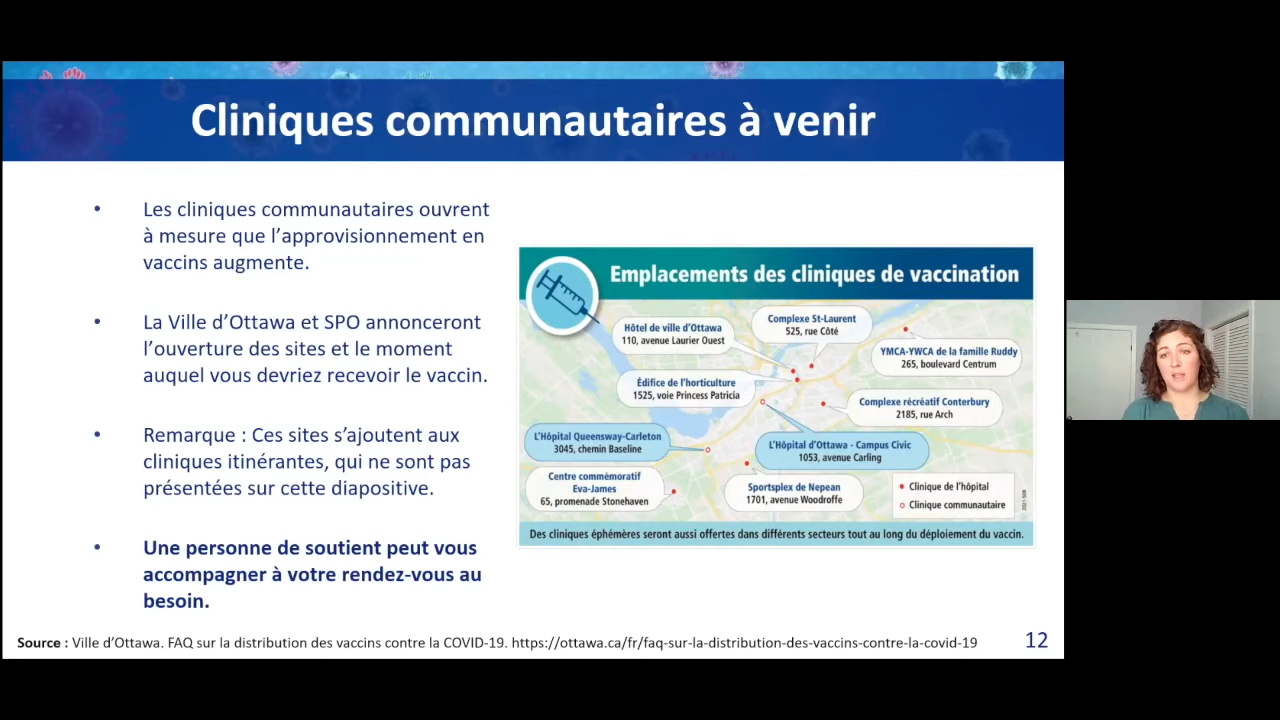 Cliniques communautaires à venir
• Les cliniques communautaires ouvrent
à mesure que l’approvisionnement en
vaccins augmente.
• La Ville d’Ottawa et SPO annonceront
l’ouverture des sites et le moment
auquel vous devriez recevoir le vaccin.
• Remarque : Ces sites s’ajoutent aux
cliniques itinérantes, qui ne sont pas
présentées sur cette diapositive.
• Une personne de soutient peut vous
accompagner à votre rendez-vous au
besoin.
Emplacements des cliniques de vaccination
Hôtel de ville d’Ottawa
110, avenue Laurier Ouest
Complexe St-Laurent
525, rue Côté
YMCA-YWCA de la famille Ruddy
265, boulevard Centrum
Édifice de l’horticulture
1525, voie Princess Patricia
Complexe récréatif Conterbury
2185, rue Arch
L’Hôpital Queensway-Carleton
3045, chemin Baseline
L’Hôpital d’Ottawa - Campus Civic
1053, avenue Carling
Centre commémoratif
Eva-James
65, promenade Stonehaven
Sportsplex de Nepean
1701, avenue Woodroffe
Clinique de l’hôpital
Clinique communautaire
Des cliniques éphémères seront aussi offertes dans différents secteurs tout au long du déploiement du vaccin.
Source : Ville d’Ottawa. FAQ sur la distribution des vaccins contre la COVID-19. https://ottawa.ca/fr/faq-sur-la-distribution-des-vaccins-contre-la-covid-19
12